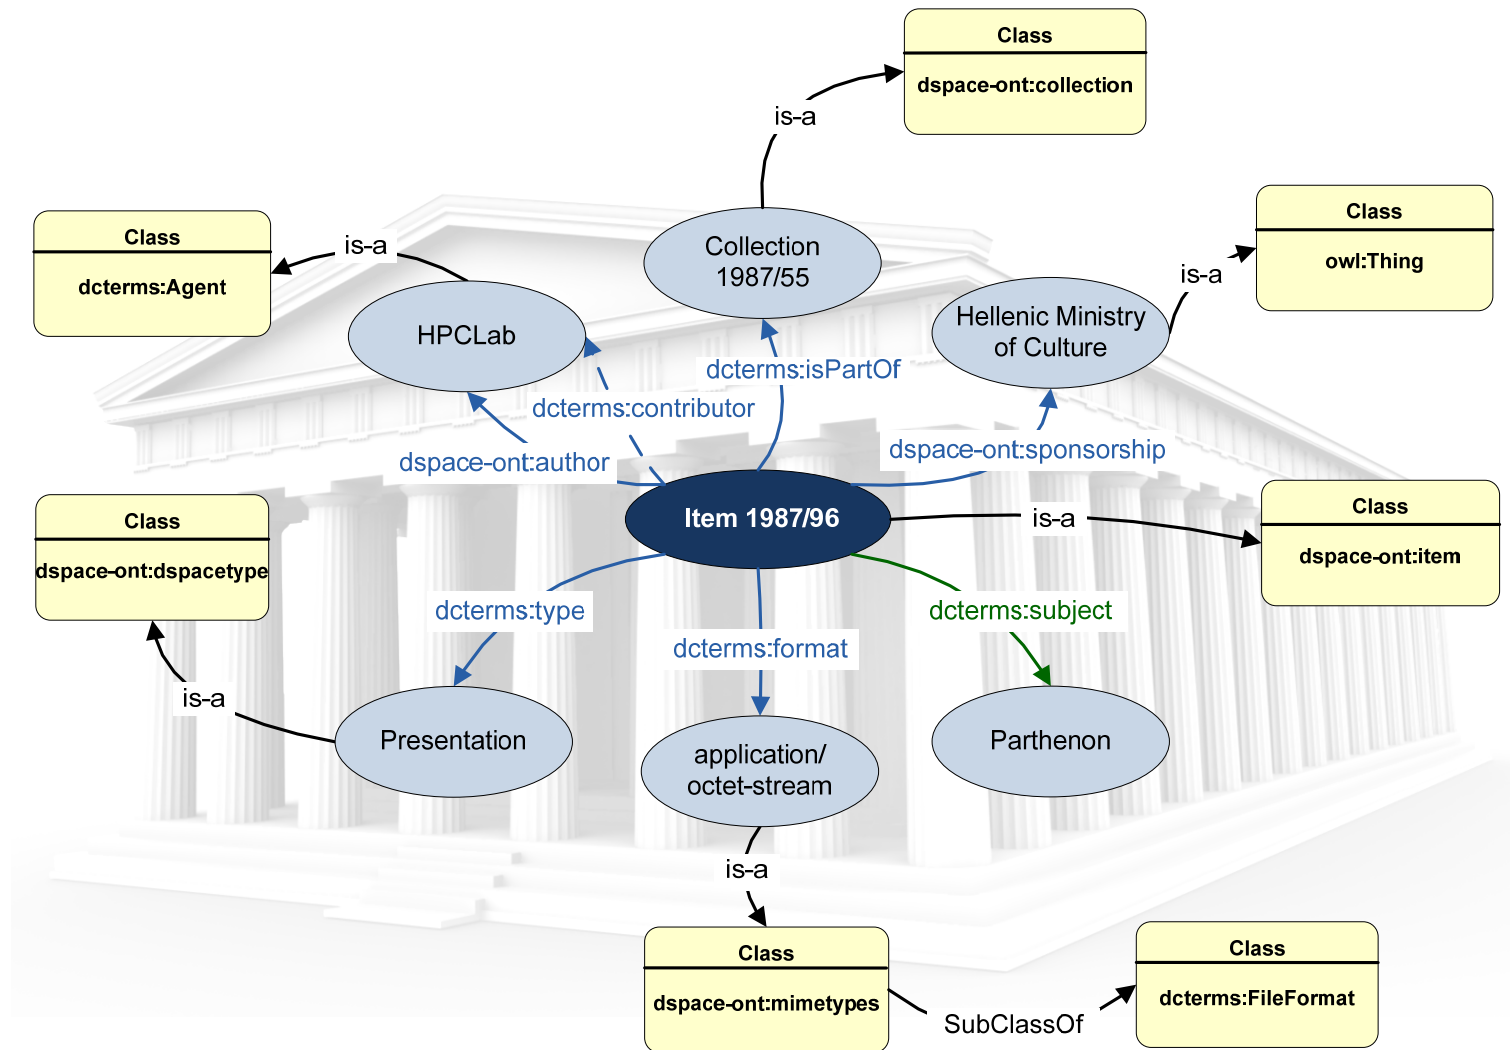 Class
dspace-ont:collection
is-a
Class
owl:Thing
Class
dcterms:Agent
is-a
Collection
1987/55
is-a
Hellenic Ministry
of Culture
HPCLab
dcterms:isPartOf
dcterms:contributor
dspace-ont:author
dspace-ont:sponsorship
Class
dspace-ont:dspacetype
Item 1987/96
is-a
Class
dspace-ont:item
dcterms:type
dcterms:format
dcterms:subject
is-a
Presentation
application/
octet-stream
Parthenon
is-a
Class
dspace-ont:mimetypes
SubClassOf
Class
dcterms:FileFormat